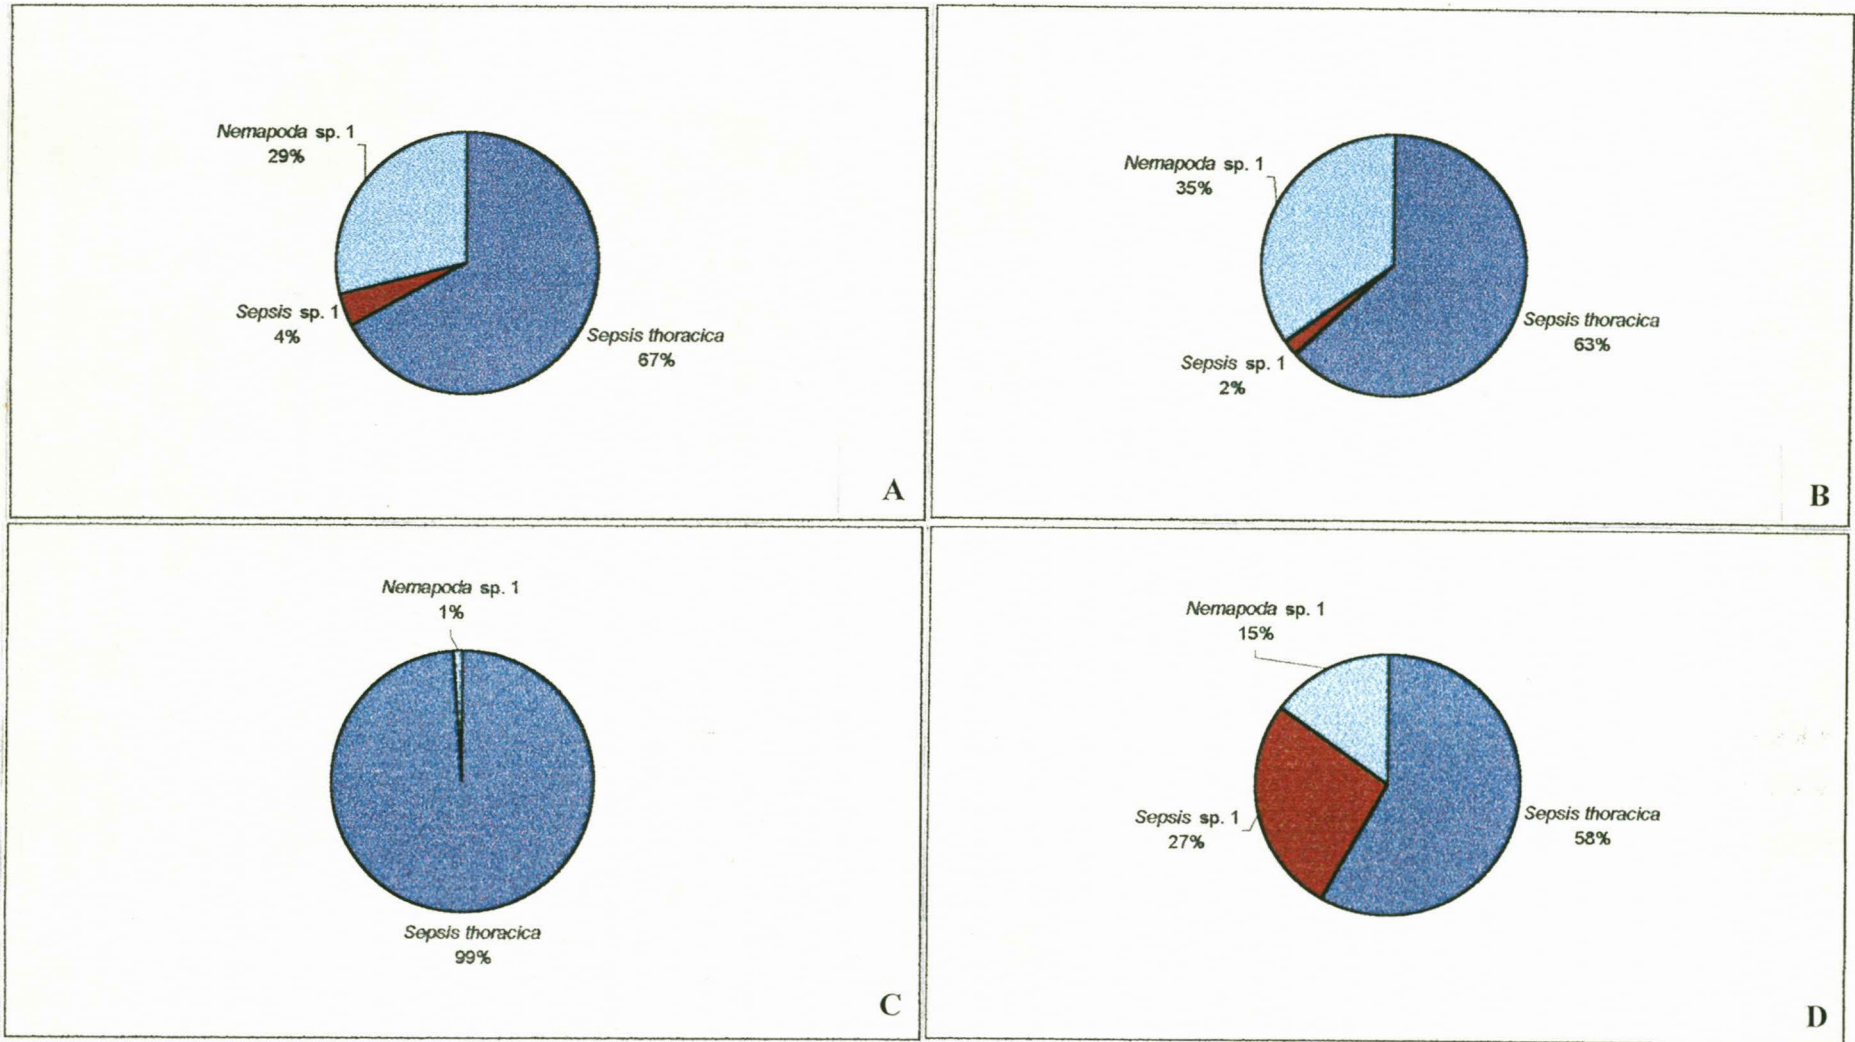 Nemapoda sp. 1
29%
Sepsis sp. 1
4%
Sepsis thoracica
67%
A
Nemapoda sp. 1
35%
Sepsis thoracica
63%
Sepsis sp. 1
2%
B
Nemapoda sp. 1
1%
Sepsis thoracica
99%
C
Nemapoda sp. 1
15%
Sepsis sp. 1
27%
Sepsis thoracica
58%
D